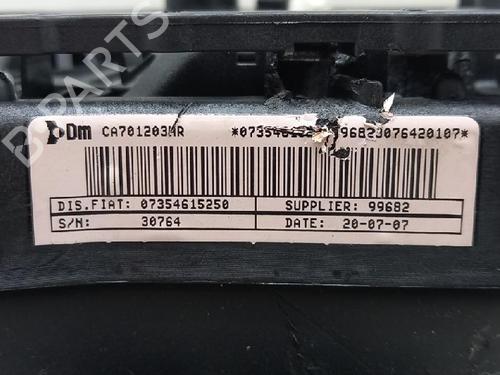 B-PARTS
Dm CA701203MR
DIS.FIAT: 07354615250 SUPPLIER: 99682
S/N: 30764 DATE: 20-07-07